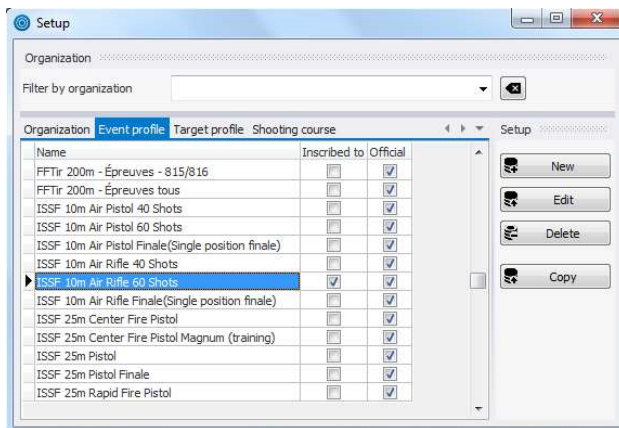 Setup
Organization
Filter by organization
Organization Event profile Target profile Shooting course
Setup
Name Inscribed to Official
FFTir 200m - Épreuves - 815/816
FFTir 200m - Épreuves tous
ISSF 10m Air Pistol 40 Shots
ISSF 10m Air Pistol 60 Shots
ISSF 10m Air Pistol Finale(Single position finale)
ISSF 10m Air Rifle 40 Shots
ISSF 10m Air Rifle 60 Shots
ISSF 10m Air Rifle Finale(Single position finale)
ISSF 25m Center Fire Pistol
ISSF 25m Center Fire Pistol Magnum (training)
ISSF 25m Pistol
ISSF 25m Pistol Finale
ISSF 25m Rapid Fire Pistol
New
Edit
Delete
Copy